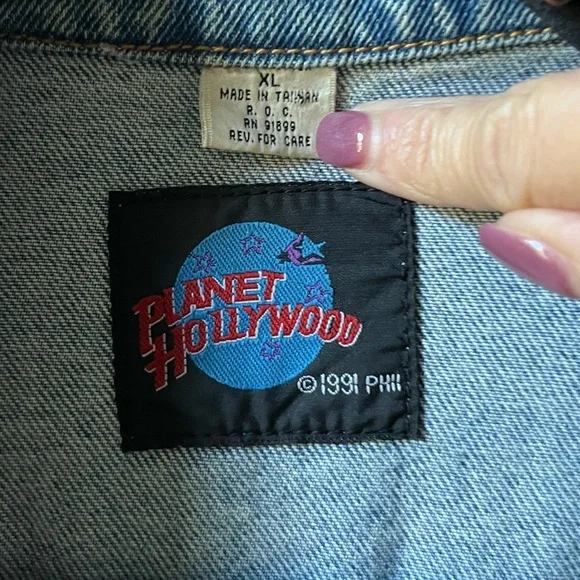 XL
MADE IN TAIWAN
R. O. C.
RN 91899
REV. FOR CARE
PLANET
HOLLYWOOD
©1991 PHII